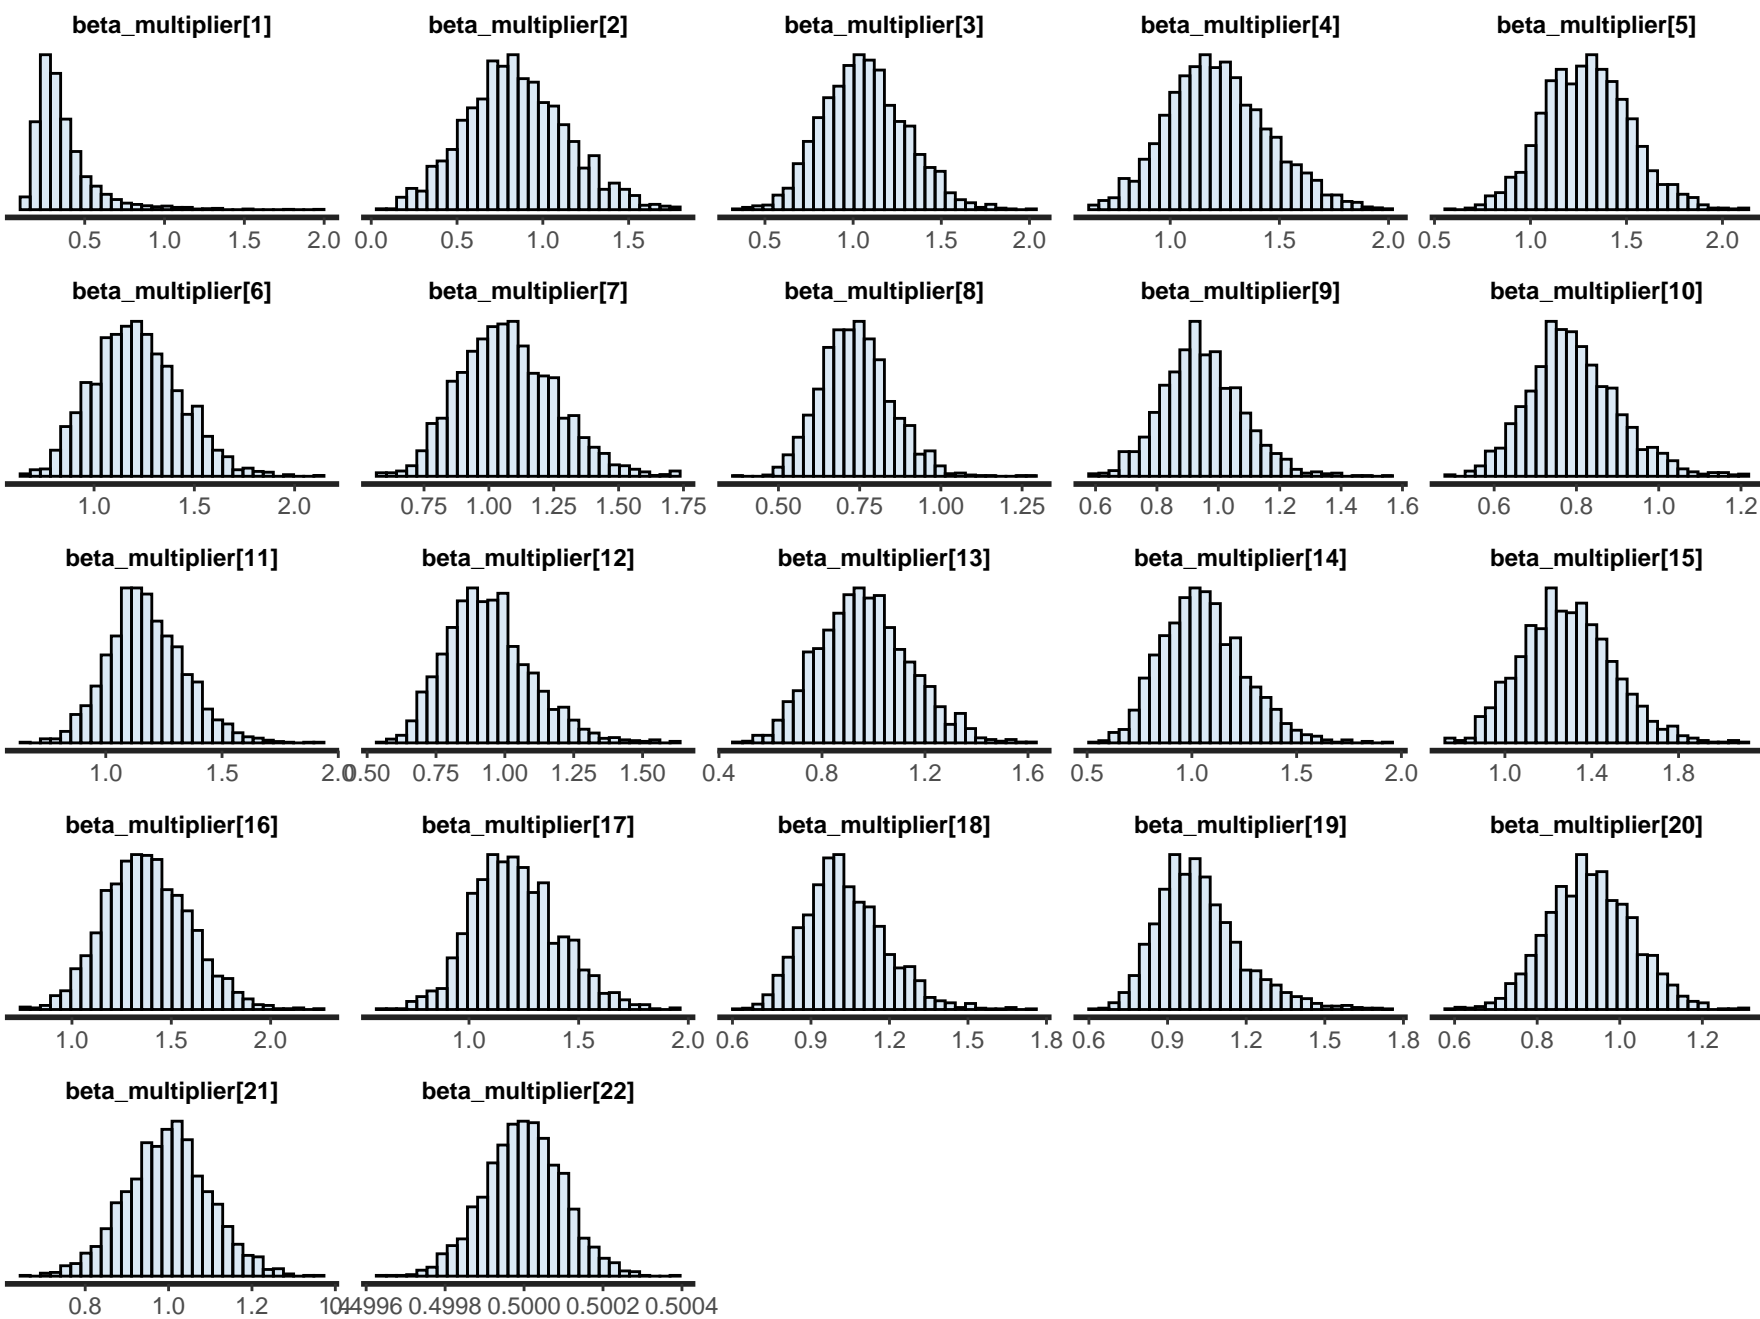 beta_multiplier[1] beta_multiplier[2] beta_multiplier[3] beta_multiplier[4] beta_multiplier[5]
0.5 1.0 1.5 2.0 0.0 0.5 1.0 1.5 0.5 1.0 1.5 2.0 1.0 1.5 2.0 0.5 1.0 1.5 2.0
beta_multiplier[6] beta_multiplier[7] beta_multiplier[8] beta_multiplier[9] beta_multiplier[10]
1.0 1.5 2.0 0.75 1.00 1.25 1.50 1.75 0.50 0.75 1.00 1.25 0.6 0.8 1.0 1.2 1.4 1.6 0.6 0.8 1.0 1.2
beta_multiplier[11] beta_multiplier[12] beta_multiplier[13] beta_multiplier[14] beta_multiplier[15]
1.0 1.5 2.0 0.50 0.75 1.00 1.25 1.50 0.4 0.8 1.2 1.6 0.5 1.0 1.5 2.0 1.0 1.4 1.8
beta_multiplier[16] beta_multiplier[17] beta_multiplier[18] beta_multiplier[19] beta_multiplier[20]
1.0 1.5 2.0 1.0 1.5 2.0 0.6 0.9 1.2 1.5 1.8 0.6 0.9 1.2 1.5 1.8 0.6 0.8 1.0 1.2
beta_multiplier[21] beta_multiplier[22]
0.8 1.0 1.2 1.4 0.4996 0.4998 0.5000 0.5002 0.5004